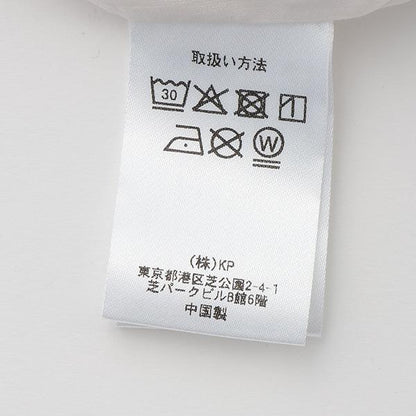 取扱い方法
30
W
(株)KP
東京都港区芝公園2-4-1
芝パークビルB館6階
中国製